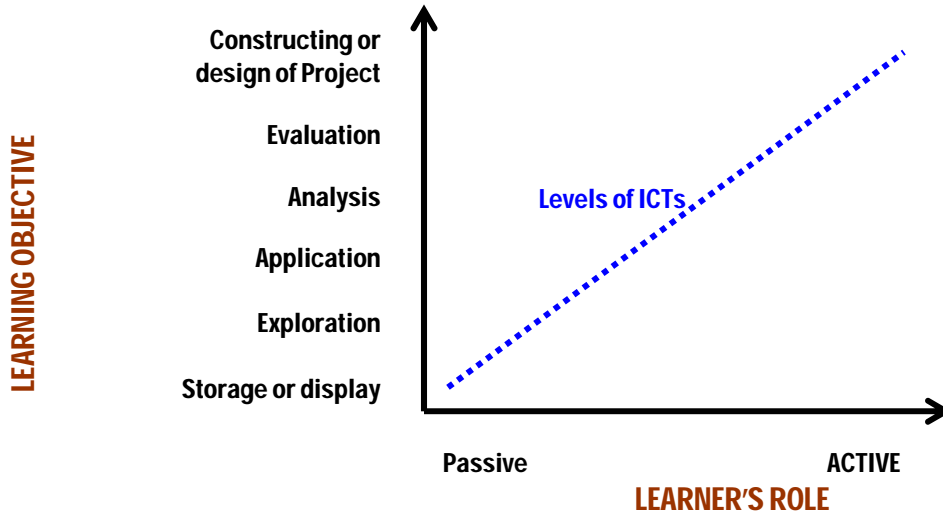 Constructing or
design of Project
Evaluation
Analysis
Application
Exploration
Storage or display
LEARNING OBJECTIVE
Levels of ICTs
Passive
ACTIVE
LEARNER'S ROLE